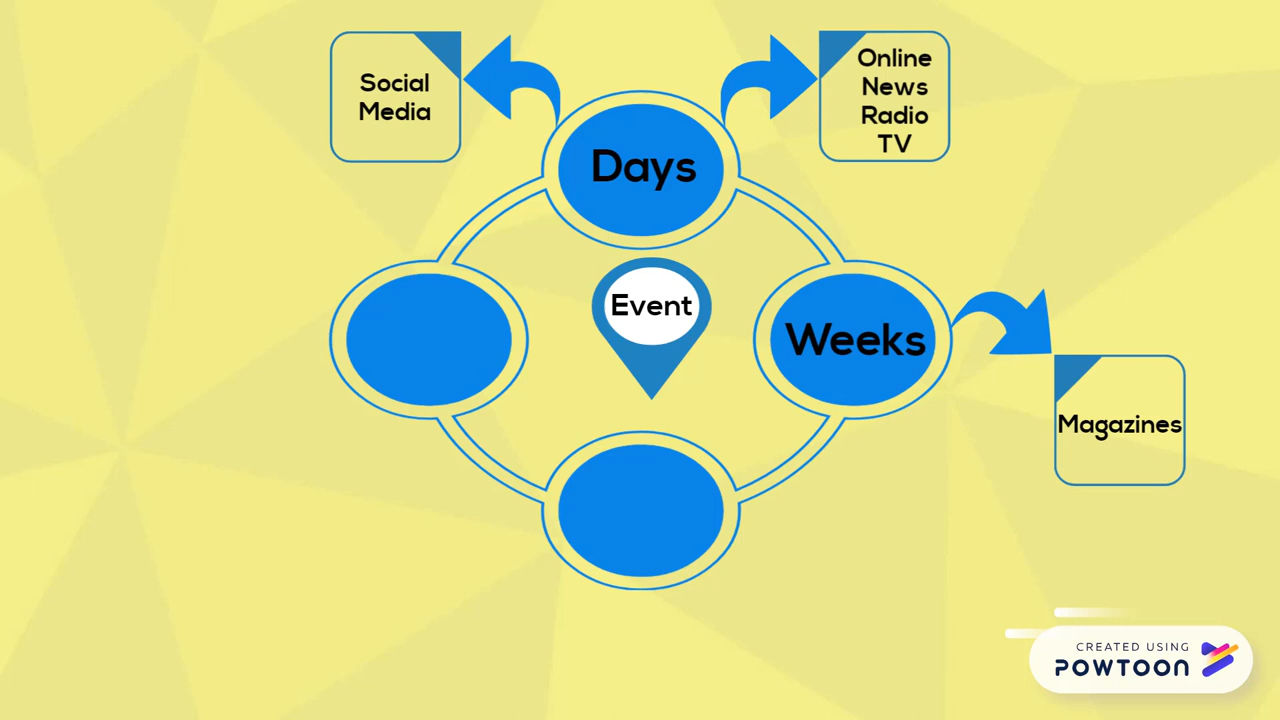 Social
Media
Online
News
Radio
TV
Days
Event
Weeks
Magazines
CREATED USING
POWTOON